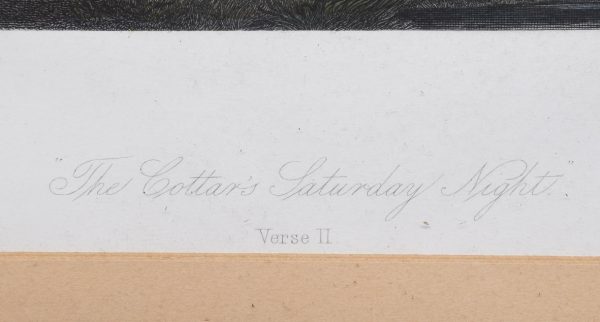 "The Cottar's Saturday Night."
Verse II